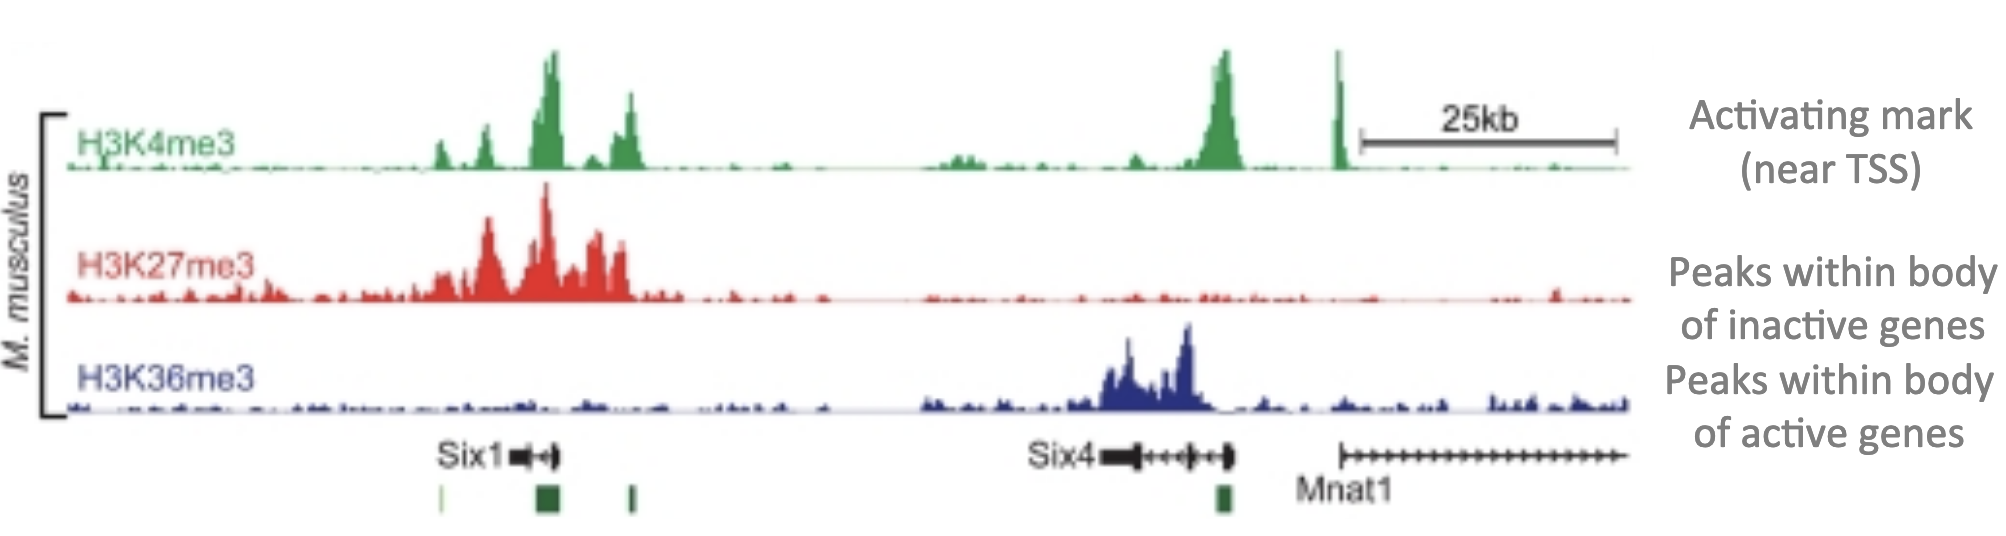 H3K4me3
25kb
Activating mark
(near TSS)
M. musculus
H3K27me3
Peaks within body
of inactive genes
H3K36me3
Peaks within body
of active genes
Six1
Six4
Mnat1